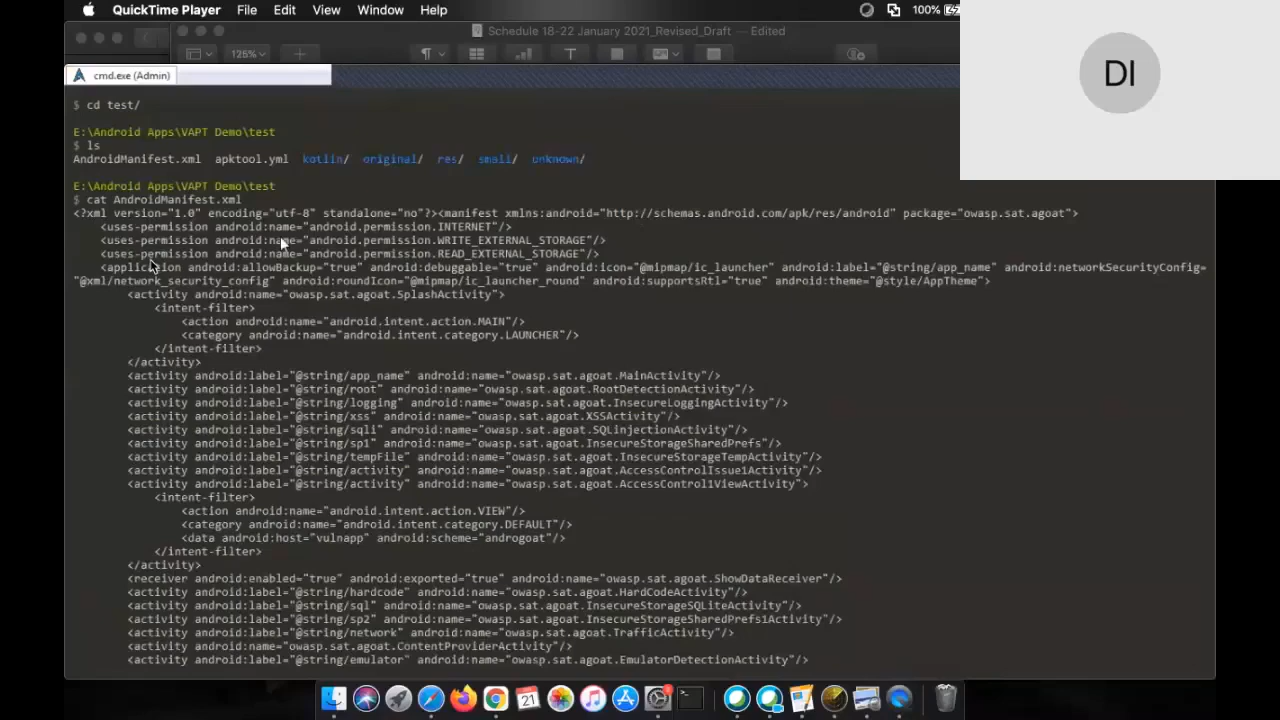 QuickTime Player File Edit View Window Help 100%
Schedule 18-22 January 2021_Revised_Draft — Edited
125%
cmd.exe (Admin)
DI
$ cd test/
E:\Android Apps\VAPT Demo\test
$ ls
AndroidManifest.xml apktool.yml kotlin/ original/ res/ smali/ unknown/
E:\Android Apps\VAPT Demo\test
$ cat AndroidManifest.xml
<?xml version="1.0" encoding="utf-8" standalone="no"?><manifest xmlns:android="http://schemas.android.com/apk/res/android" package="owasp.sat.agoat">
<uses-permission android:name="android.permission.INTERNET"/>
<uses-permission android:name="android.permission.WRITE_EXTERNAL_STORAGE"/>
<uses-permission android:name="android.permission.READ_EXTERNAL_STORAGE"/>
<application android:allowBackup="true" android:debuggable="true" android:icon="@mipmap/ic_launcher" android:label="@string/app_name" android:networkSecurityConfig=
"@xml/network_security_config" android:roundIcon="@mipmap/ic_launcher_round" android:supportsRtl="true" android:theme="@style/AppTheme">
<activity android:name="owasp.sat.agoat.SplashActivity">
<intent-filter>
<action android:name="android.intent.action.MAIN"/>
<category android:name="android.intent.category.LAUNCHER"/>
</intent-filter>
</activity>
<activity android:label="@string/app_name" android:name="owasp.sat.agoat.MainActivity"/>
<activity android:label="@string/root" android:name="owasp.sat.agoat.RootDetectionActivity"/>
<activity android:label="@string/logging" android:name="owasp.sat.agoat.InsecureLoggingActivity"/>
<activity android:label="@string/xss" android:name="owasp.sat.agoat.XSSActivity"/>
<activity android:label="@string/sqli" android:name="owasp.sat.agoat.SQLinjectionActivity"/>
<activity android:label="@string/sp1" android:name="owasp.sat.agoat.InsecureStorageSharedPrefs"/>
<activity android:label="@string/tempFile" android:name="owasp.sat.agoat.InsecureStorageTempActivity"/>
<activity android:label="@string/activity" android:name="owasp.sat.agoat.AccessControlIssue1Activity"/>
<activity android:label="@string/activity" android:name="owasp.sat.agoat.AccessControl1ViewActivity">
<intent-filter>
<action android:name="android.intent.action.VIEW"/>
<category android:name="android.intent.category.DEFAULT"/>
<data android:host="vulnapp" android:scheme="androgoat"/>
</intent-filter>
</activity>
<receiver android:enabled="true" android:exported="true" android:name="owasp.sat.agoat.ShowDataReceiver"/>
<activity android:label="@string/hardcode" android:name="owasp.sat.agoat.HardCodeActivity"/>
<activity android:label="@string/sql" android:name="owasp.sat.agoat.InsecureStorageSQLiteActivity"/>
<activity android:label="@string/sp2" android:name="owasp.sat.agoat.InsecureStorageSharedPrefs1Activity"/>
<activity android:label="@string/network" android:name="owasp.sat.agoat.TrafficActivity"/>
<activity android:name="owasp.sat.agoat.ContentProviderActivity"/>
<activity android:label="@string/emulator" android:name="owasp.sat.agoat.EmulatorDetectionActivity"/>
21